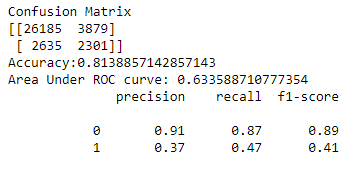 Confusion Matrix
[[26185 3879]
[ 2635 2301]]
Accuracy:0.8138857142857143
Area Under ROC curve: 0.633588710777354
precision recall f1-score
0 0.91 0.87 0.89
1 0.37 0.47 0.41